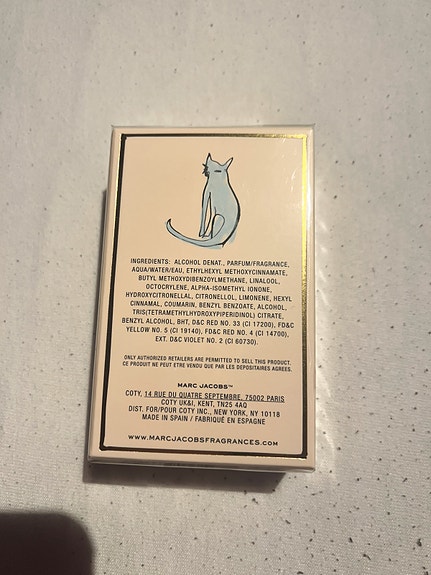 INGREDIENTS: ALCOHOL DENAT., PARFUM/FRAGRANCE,
AQUA/WATER/EAU, ETHYLHEXYL METHOXYCINNAMATE,
BUTYL METHOXYDIBENZOYLMETHANE, LINALOOL,
OCTOCRYLENE, ALPHA-ISOMETHYL IONONE,
HYDROXYCITRONELLAL, CITRONELLOL, LIMONENE, HEXYL
CINNAMAL, COUMARIN, BENZYL BENZOATE, ALCOHOL,
TRIS(TETRAMETHYLHYDROXYPIPERIDINOL) CITRATE,
BENZYL ALCOHOL, BHT, D&C RED NO. 33 (CI 17200), FD&C
YELLOW NO. 5 (CI 19140), FD&C RED NO. 4 (CI 14700),
EXT. D&C VIOLET NO. 2 (CI 60730).
ONLY AUTHORIZED RETAILERS ARE PERMITTED TO SELL THIS PRODUCT.
CE PRODUIT NE PEUT ETRE VENDU QUE PAR LES DEPOSITAIRES AGREES.
MARC JACOBS™
COTY, 14 RUE DU QUATRE SEPTEMBRE, 75002 PARIS
COTY UK&I, KENT, TN25 4AQ
DIST. FOR/POUR COTY INC., NEW YORK, NY 10118
MADE IN SPAIN / FABRIQUÉ EN ESPAGNE
WWW.MARCJACOBSFRAGRANCES.COM